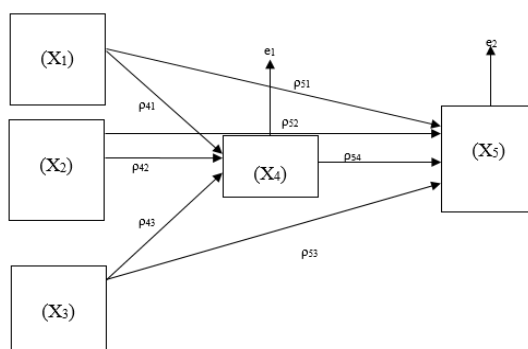 (X₁)
e₁
e₂
ρ₅₁
ρ₄₁
ρ₅₂
(X₂)
ρ₄₂
(X₄)
ρ₅₄
(X₅)
ρ₄₃
ρ₅₃
(X₃)